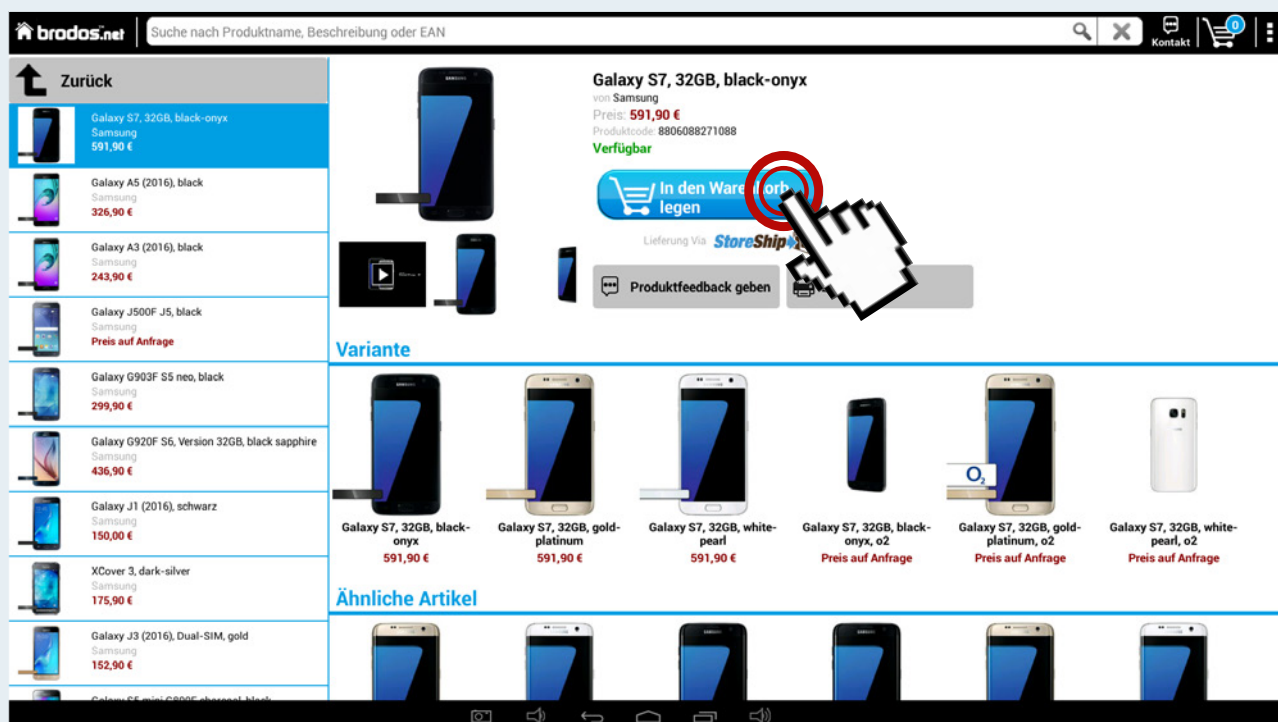 brodos.net
Suche nach Produktname, Beschreibung oder EAN
Kontakt
0
Zurück
Galaxy S7, 32GB, black-onyx
Samsung
591,90 €
Galaxy A5 (2016), black
Samsung
326,90 €
Galaxy A3 (2016), black
Samsung
243,90 €
Galaxy J500F J5, black
Samsung
Preis auf Anfrage
Galaxy G903F S5 neo, black
Samsung
299,90 €
Galaxy G920F S6, Version 32GB, black sapphire
Samsung
436,90 €
Galaxy J1 (2016), schwarz
Samsung
150,00 €
XCover 3, dark-silver
Samsung
175,90 €
Galaxy J3 (2016), Dual-SIM, gold
Samsung
152,90 €
Galaxy S5 mini G800F charcoal-black
Galaxy S7, 32GB, black-onyx
von Samsung
Preis: 591,90 €
Produktcode: 8806088271088
Verfügbar
In den Warenkorb
legen
Lieferung Via StoreShip
Produktfeedback geben
Variante
Galaxy S7, 32GB, black-
onyx
591,90 €
Galaxy S7, 32GB, gold-
platinum
591,90 €
Galaxy S7, 32GB, white-
pearl
591,90 €
Galaxy S7, 32GB, black-
onyx, o2
Preis auf Anfrage
O2
Galaxy S7, 32GB, gold-
platinum, o2
Preis auf Anfrage
Galaxy S7, 32GB, white-
pearl, o2
Preis auf Anfrage
Ähnliche Artikel